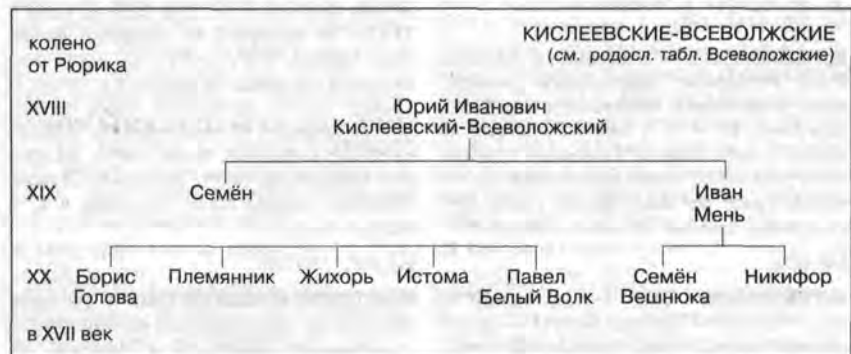 колено
от Рюрика
КИСЛЕЕВСКИЕ-ВСЕВОЛЖСКИЕ
(см. родосл. табл. Всеволожские)
XVIII
Юрий Иванович
Кислеевский-Всеволожский
XIX
Семён
Иван
Мень
XX
Борис
Голова
Племянник
Жихорь
Истома
Павел
Белый Волк
Семён
Вешнюка
Никифор
в XVII век